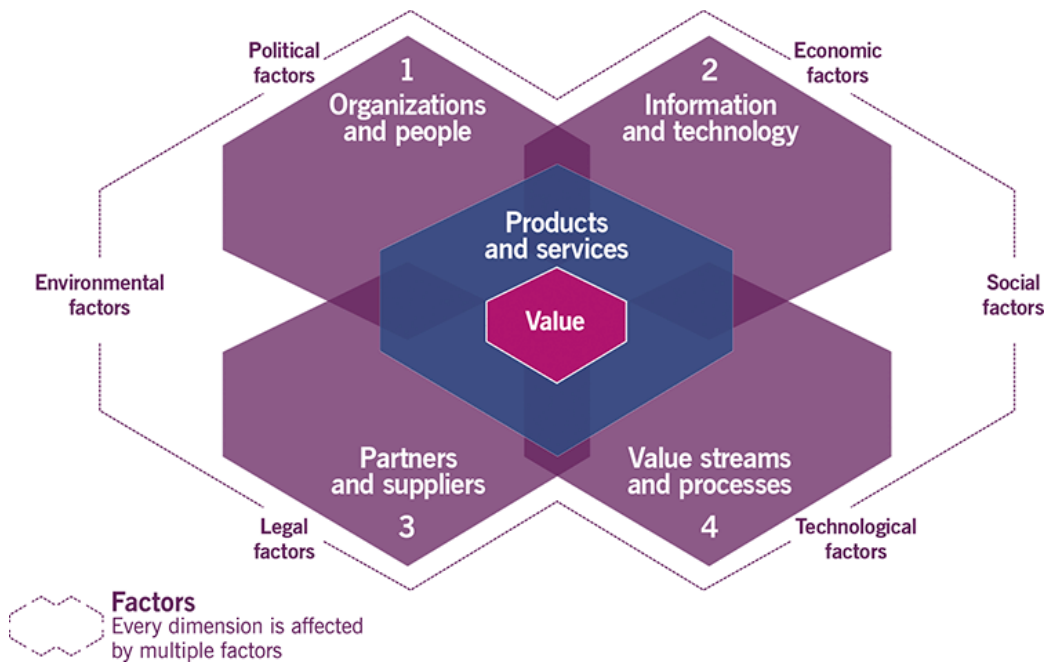 Political
factors
1
Organizations
and people
2
Information
and technology
Economic
factors
Products
and services
Value
Environmental
factors
Social
factors
Partners
and suppliers
3
Value streams
and processes
4
Legal
factors
Technological
factors
Factors
Every dimension is affected
by multiple factors